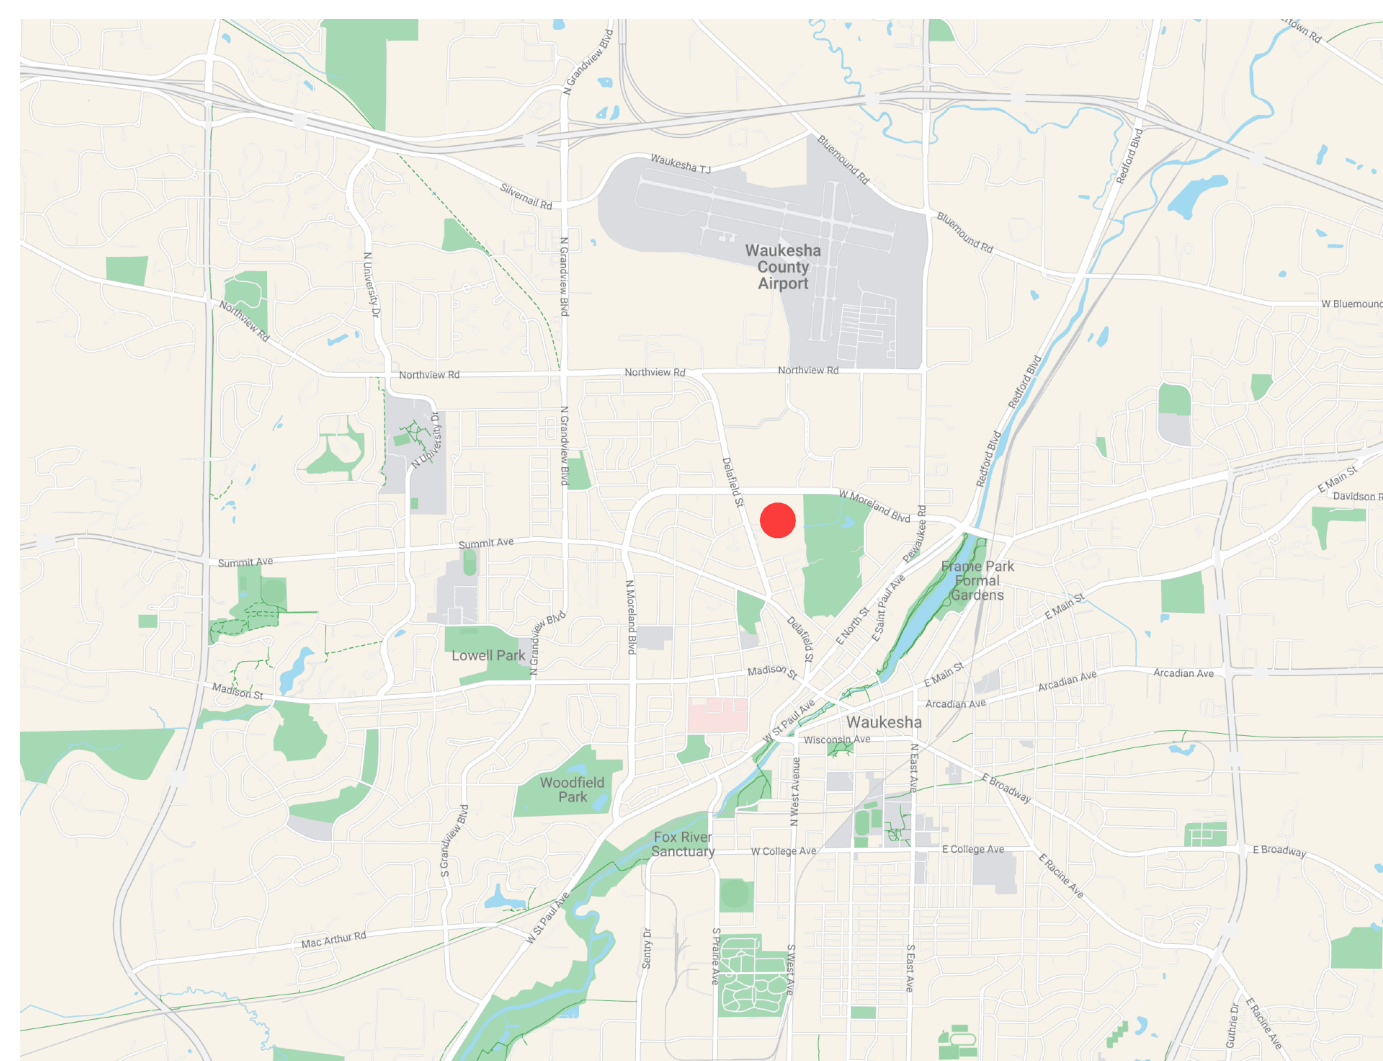 rtown Rd
N Grandview Blvd
Bluemound Rd
Redford Blvd
Waukesha TJ
Silvernail Rd
Bluemound Rd
Waukesha
County
Airport
N University Dr
N Grandview Blvd
Northview Rd
W Bluemound
Northview Rd
Northview Rd
Northview Rd
Redford Blvd
N University Dr
N Grandview Blvd
Delafield St
Redford Blvd
E Main St
Davidson R
W Moreland Blvd
Pewaukee Rd
Summit Ave
Summit Ave
Frame Park
Formal
Gardens
N Moreland Blvd
E Saint Paul Ave
E North St
E Main St
Delafield St
N Grandview Blvd
Lowell Park
Madison St
E Main St
Arcadian Ave
Arcadian Ave
Madison St
Arcadian Ave
W St Paul Ave
Waukesha
Wisconsin Ave
N East Ave
N West Avenue
Woodfield
Park
E Broadway
S Grandview Blvd
Fox River
Sanctuary
W College Ave
E College Ave
E Broadway
E Racine Ave
W St Paul Ave
Mac Arthur Rd
Sentry Dr
S Prairie Ave
S West Ave
S East Ave
Guthrie Dr
E Racine Ave